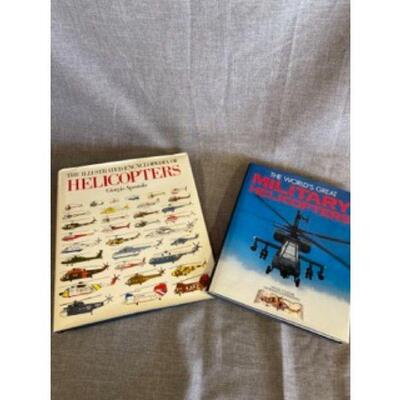 THE ILLUSTRATED ENCYCLOPEDIA OF
HELICOPTERS
Giorgio Apostolo
THE WORLD'S GREAT
MILITARY
HELICOPTERS